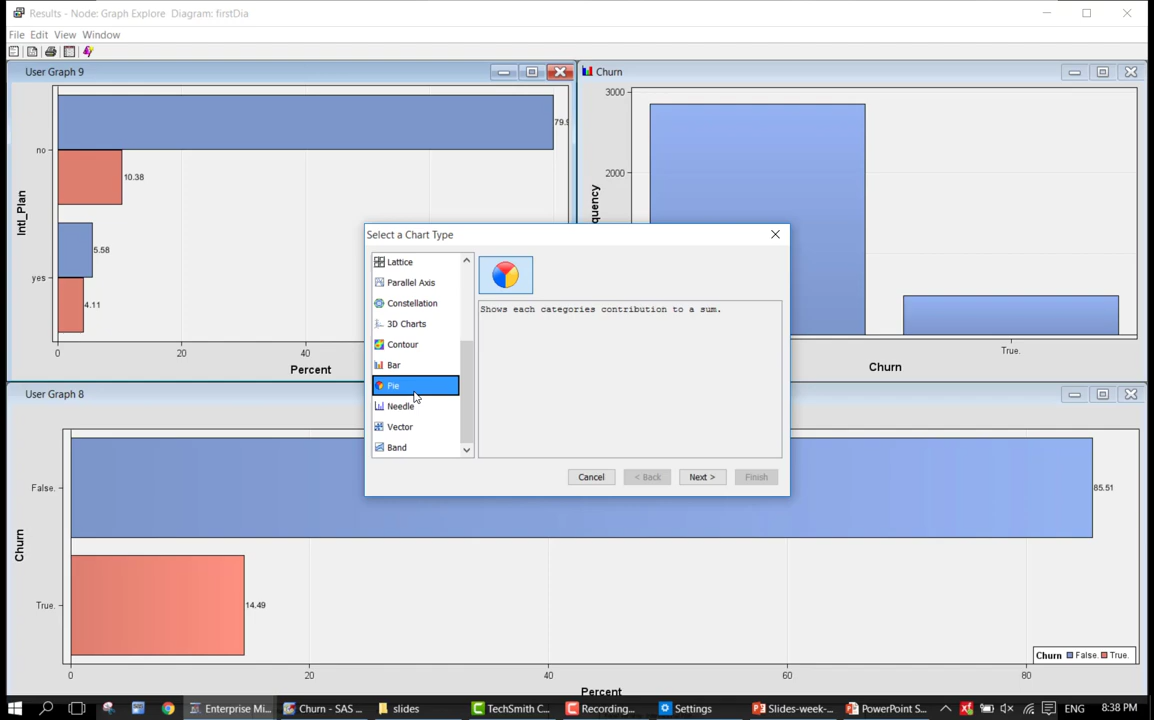 Results - Node: Graph Explore  Diagram: firstDia
File Edit View Window
User Graph 9
79.9
no
10.38
Intl_Plan
5.58
yes
4.11
0 20 40
Percent
Churn
3000
2000
True.
Churn
Select a Chart Type
Lattice
Parallel Axis
Constellation
3D Charts
Contour
Bar
Pie
Needle
Vector
Band
Shows each categories contribution to a sum.
Cancel < Back Next > Finish
User Graph 8
False.
85.51
Churn
True.
14.49
0 20 40 60 80
Percent
Churn False. True.
Enterprise Mi... Churn - SAS ... slides TechSmith C... Recording... Settings Slides-week-... PowerPoint S... ENG 8:38 PM